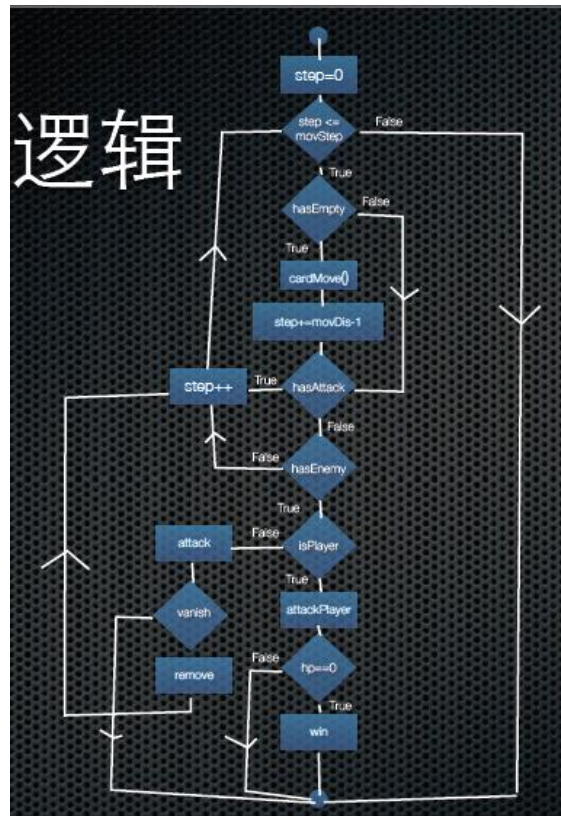 逻辑
step=0
step <=
movStep
False
True
hasEmpty
False
True
cardMove()
step+=movDis-1
step++
True
hasAttack
False
False
hasEnemy
True
attack
False
isPlayer
True
attackPlayer
vanish
False
hp==0
remove
True
win